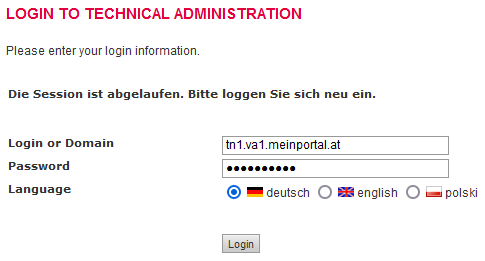 LOGIN TO TECHNICAL ADMINISTRATION
Please enter your login information.
Die Session ist abgelaufen. Bitte loggen Sie sich neu ein.
Login or Domain tn1.va1.meinportal.at
Password ●●●●●●●●●●
Language deutsch english polski
Login